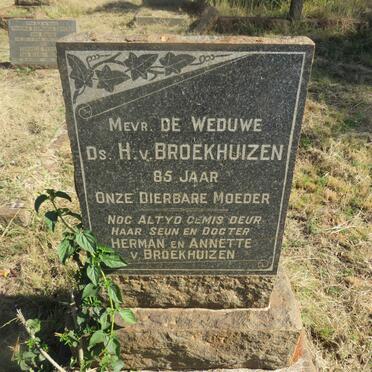 Mevr. de Weduwe
Ds. H. v. Broekhuizen
85 Jaar
Onze Dierbare Moeder
Nog Altyd Gemis Deur
Haar Seun en Dogter
Herman en Annette
v. Broekhuizen